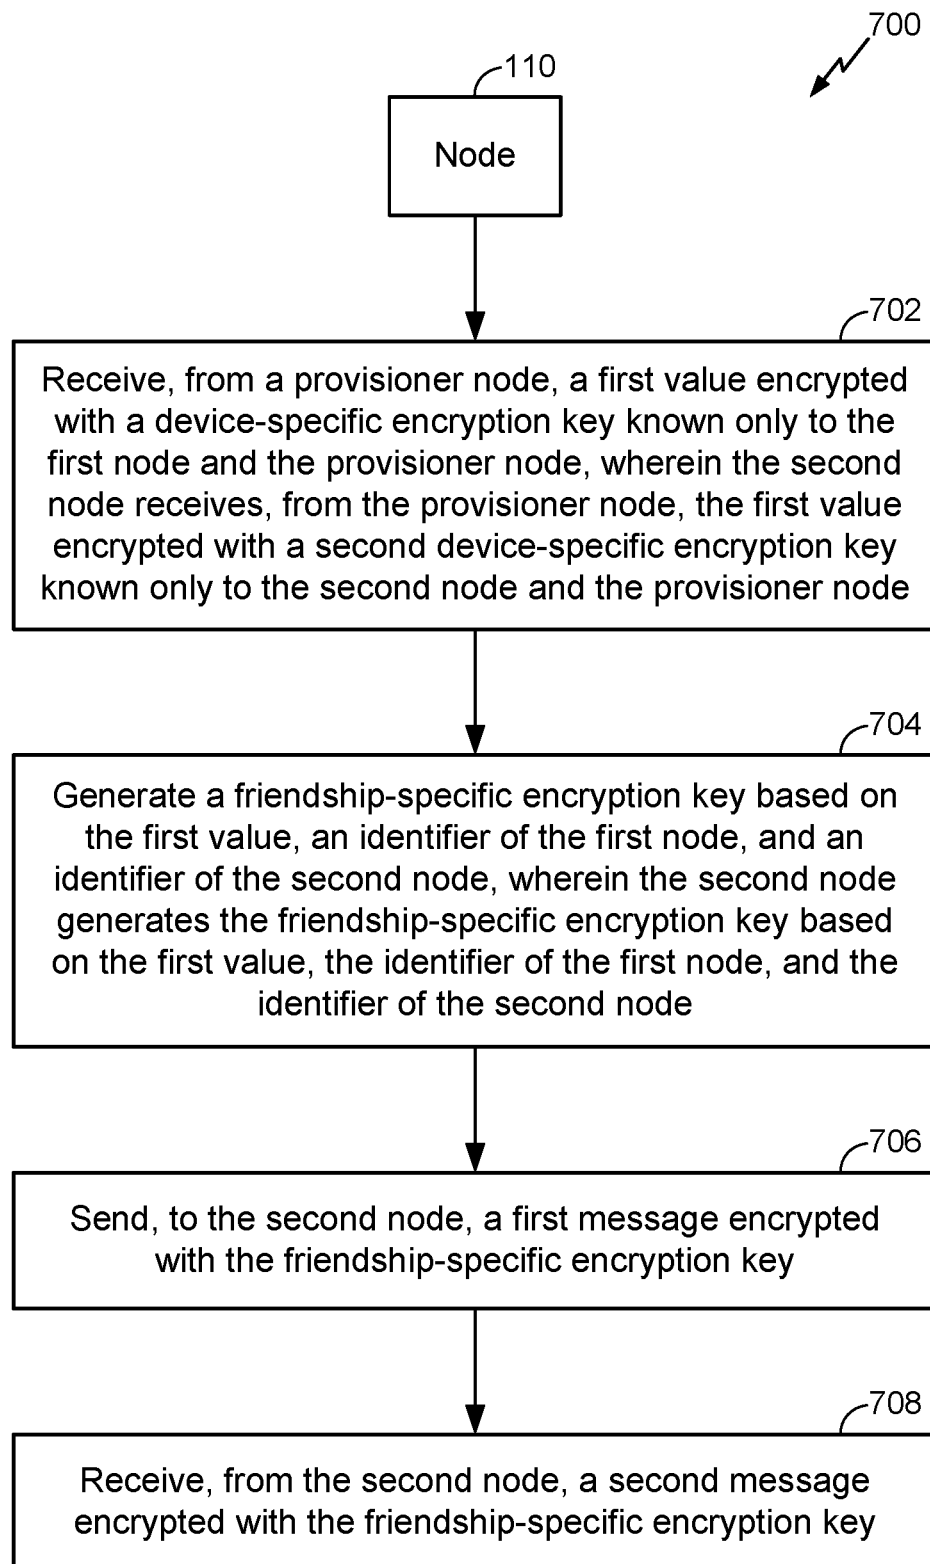 700
110
Node
702
Receive, from a provisioner node, a first value encrypted
with a device-specific encryption key known only to the
first node and the provisioner node, wherein the second
node receives, from the provisioner node, the first value
encrypted with a second device-specific encryption key
known only to the second node and the provisioner node
704
Generate a friendship-specific encryption key based on
the first value, an identifier of the first node, and an
identifier of the second node, wherein the second node
generates the friendship-specific encryption key based
on the first value, the identifier of the first node, and the
identifier of the second node
706
Send, to the second node, a first message encrypted
with the friendship-specific encryption key
708
Receive, from the second node, a second message
encrypted with the friendship-specific encryption key